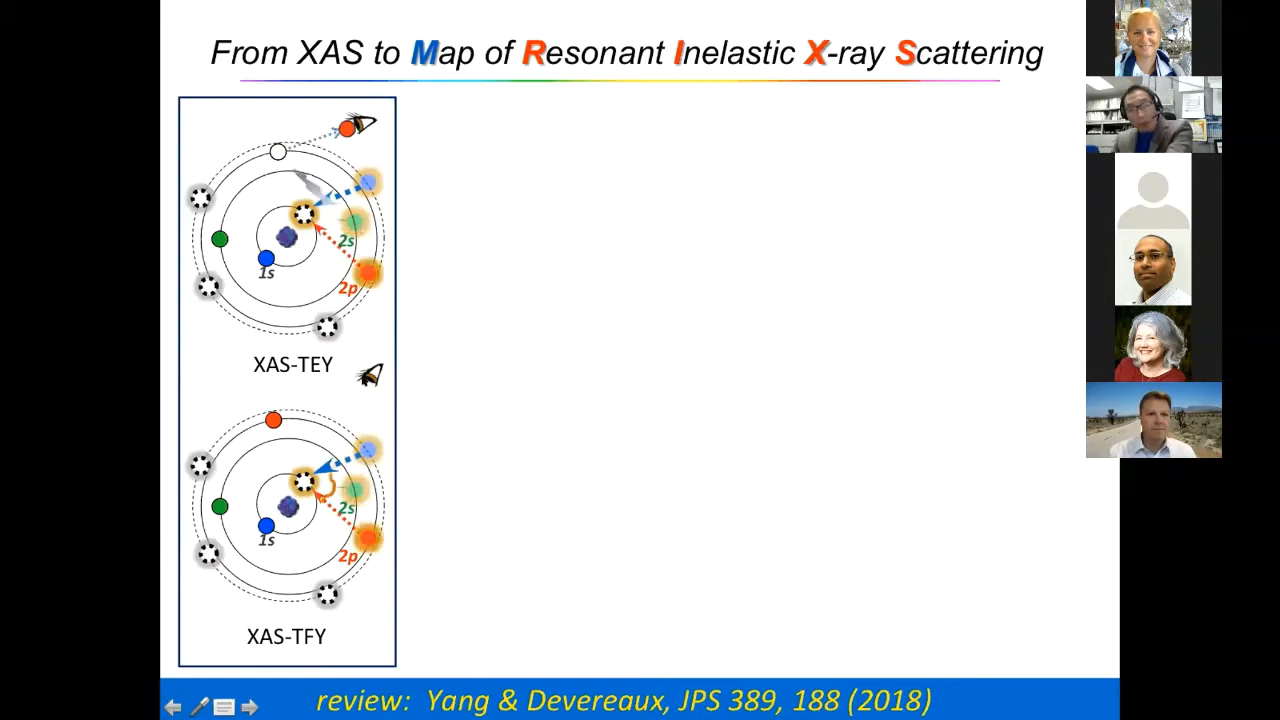 From XAS to Map of Resonant Inelastic X-ray Scattering
2s
1s
2p
XAS-TEY
2s
1s
2p
XAS-TFY
review: Yang & Devereaux, JPS 389, 188 (2018)